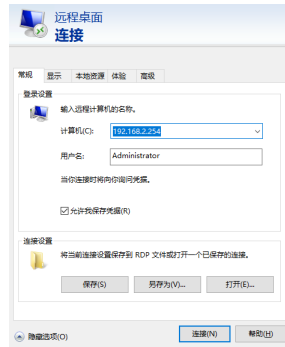 远程桌面
连接
常规 显示 本地资源 体验 高级
登录设置
输入远程计算机的名称。
计算机(C): 192.168.2.254
用户名: Administrator
当你连接时将向你询问凭据。
允许我保存凭据(R)
连接设置
将当前连接设置保存到 RDP 文件或打开一个已保存的连接。
保存(S) 另存为(V)... 打开(E)...
隐藏选项(O) 连接(N) 帮助(H)